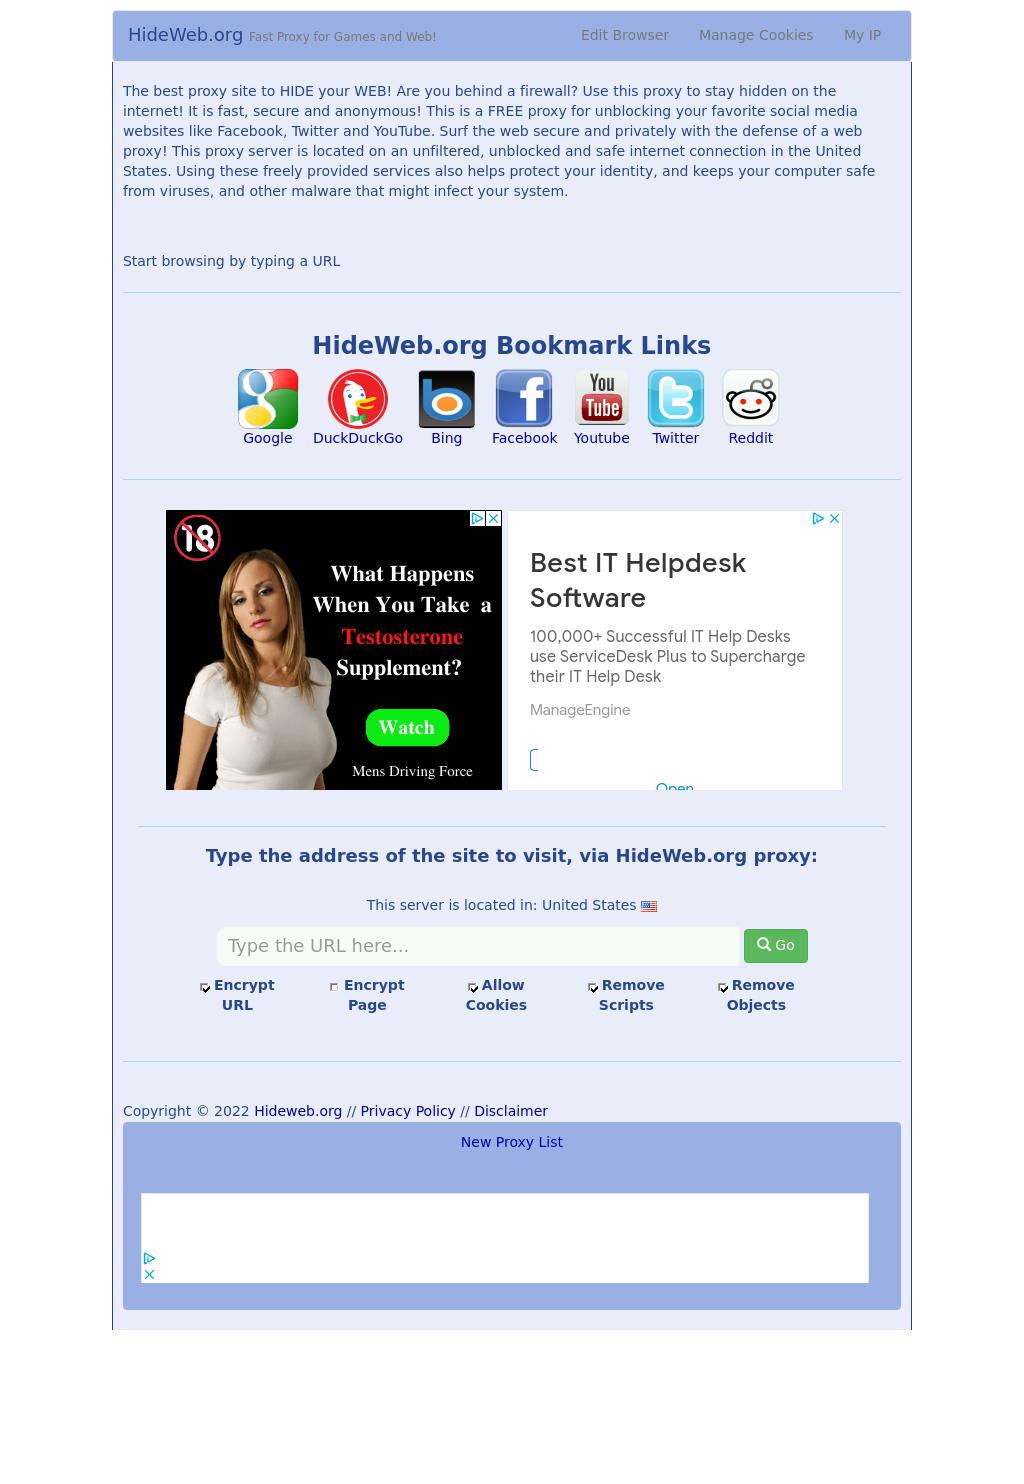 HideWeb.org Fast Proxy for Games and Web!
Edit Browser Manage Cookies My IP
The best proxy site to HIDE your WEB! Are you behind a firewall? Use this proxy to stay hidden on the
internet! It is fast, secure and anonymous! This is a FREE proxy for unblocking your favorite social media
websites like Facebook, Twitter and YouTube. Surf the web secure and privately with the defense of a web
proxy! This proxy server is located on an unfiltered, unblocked and safe internet connection in the United
States. Using these freely provided services also helps protect your identity, and keeps your computer safe
from viruses, and other malware that might infect your system.
Start browsing by typing a URL
HideWeb.org Bookmark Links
You
Tube
Google DuckDuckGo Bing Facebook Youtube Twitter Reddit
18
What Happens
When You Take a
Testosterone
Supplement?
Watch
Mens Driving Force
Best IT Helpdesk
Software
100,000+ Successful IT Help Desks
use ServiceDesk Plus to Supercharge
their IT Help Desk
ManageEngine
Open
Type the address of the site to visit, via HideWeb.org proxy:
This server is located in: United States
Type the URL here...
Go
Encrypt URL
Encrypt Page
Allow Cookies
Remove Scripts
Remove Objects
Copyright © 2022 Hideweb.org // Privacy Policy // Disclaimer
New Proxy List